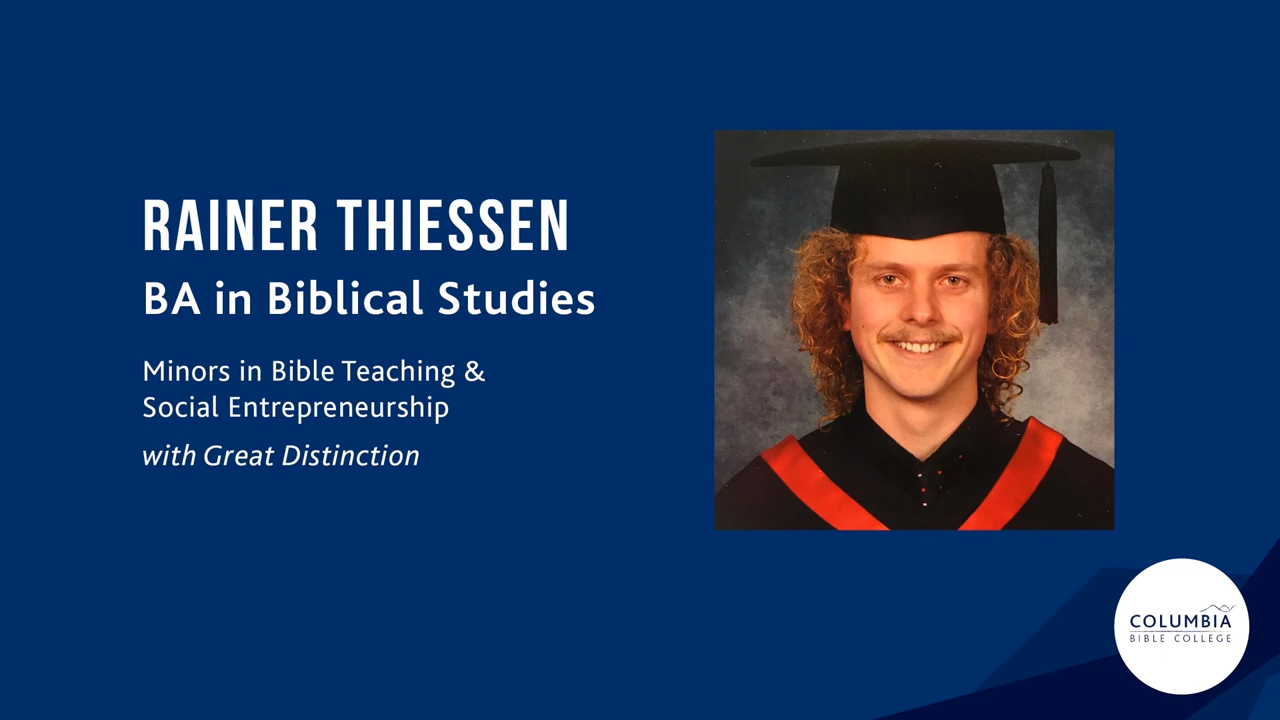 RAINER THIESSEN
BA in Biblical Studies
Minors in Bible Teaching &
Social Entrepreneurship
with Great Distinction
COLUMBIA
BIBLE COLLEGE